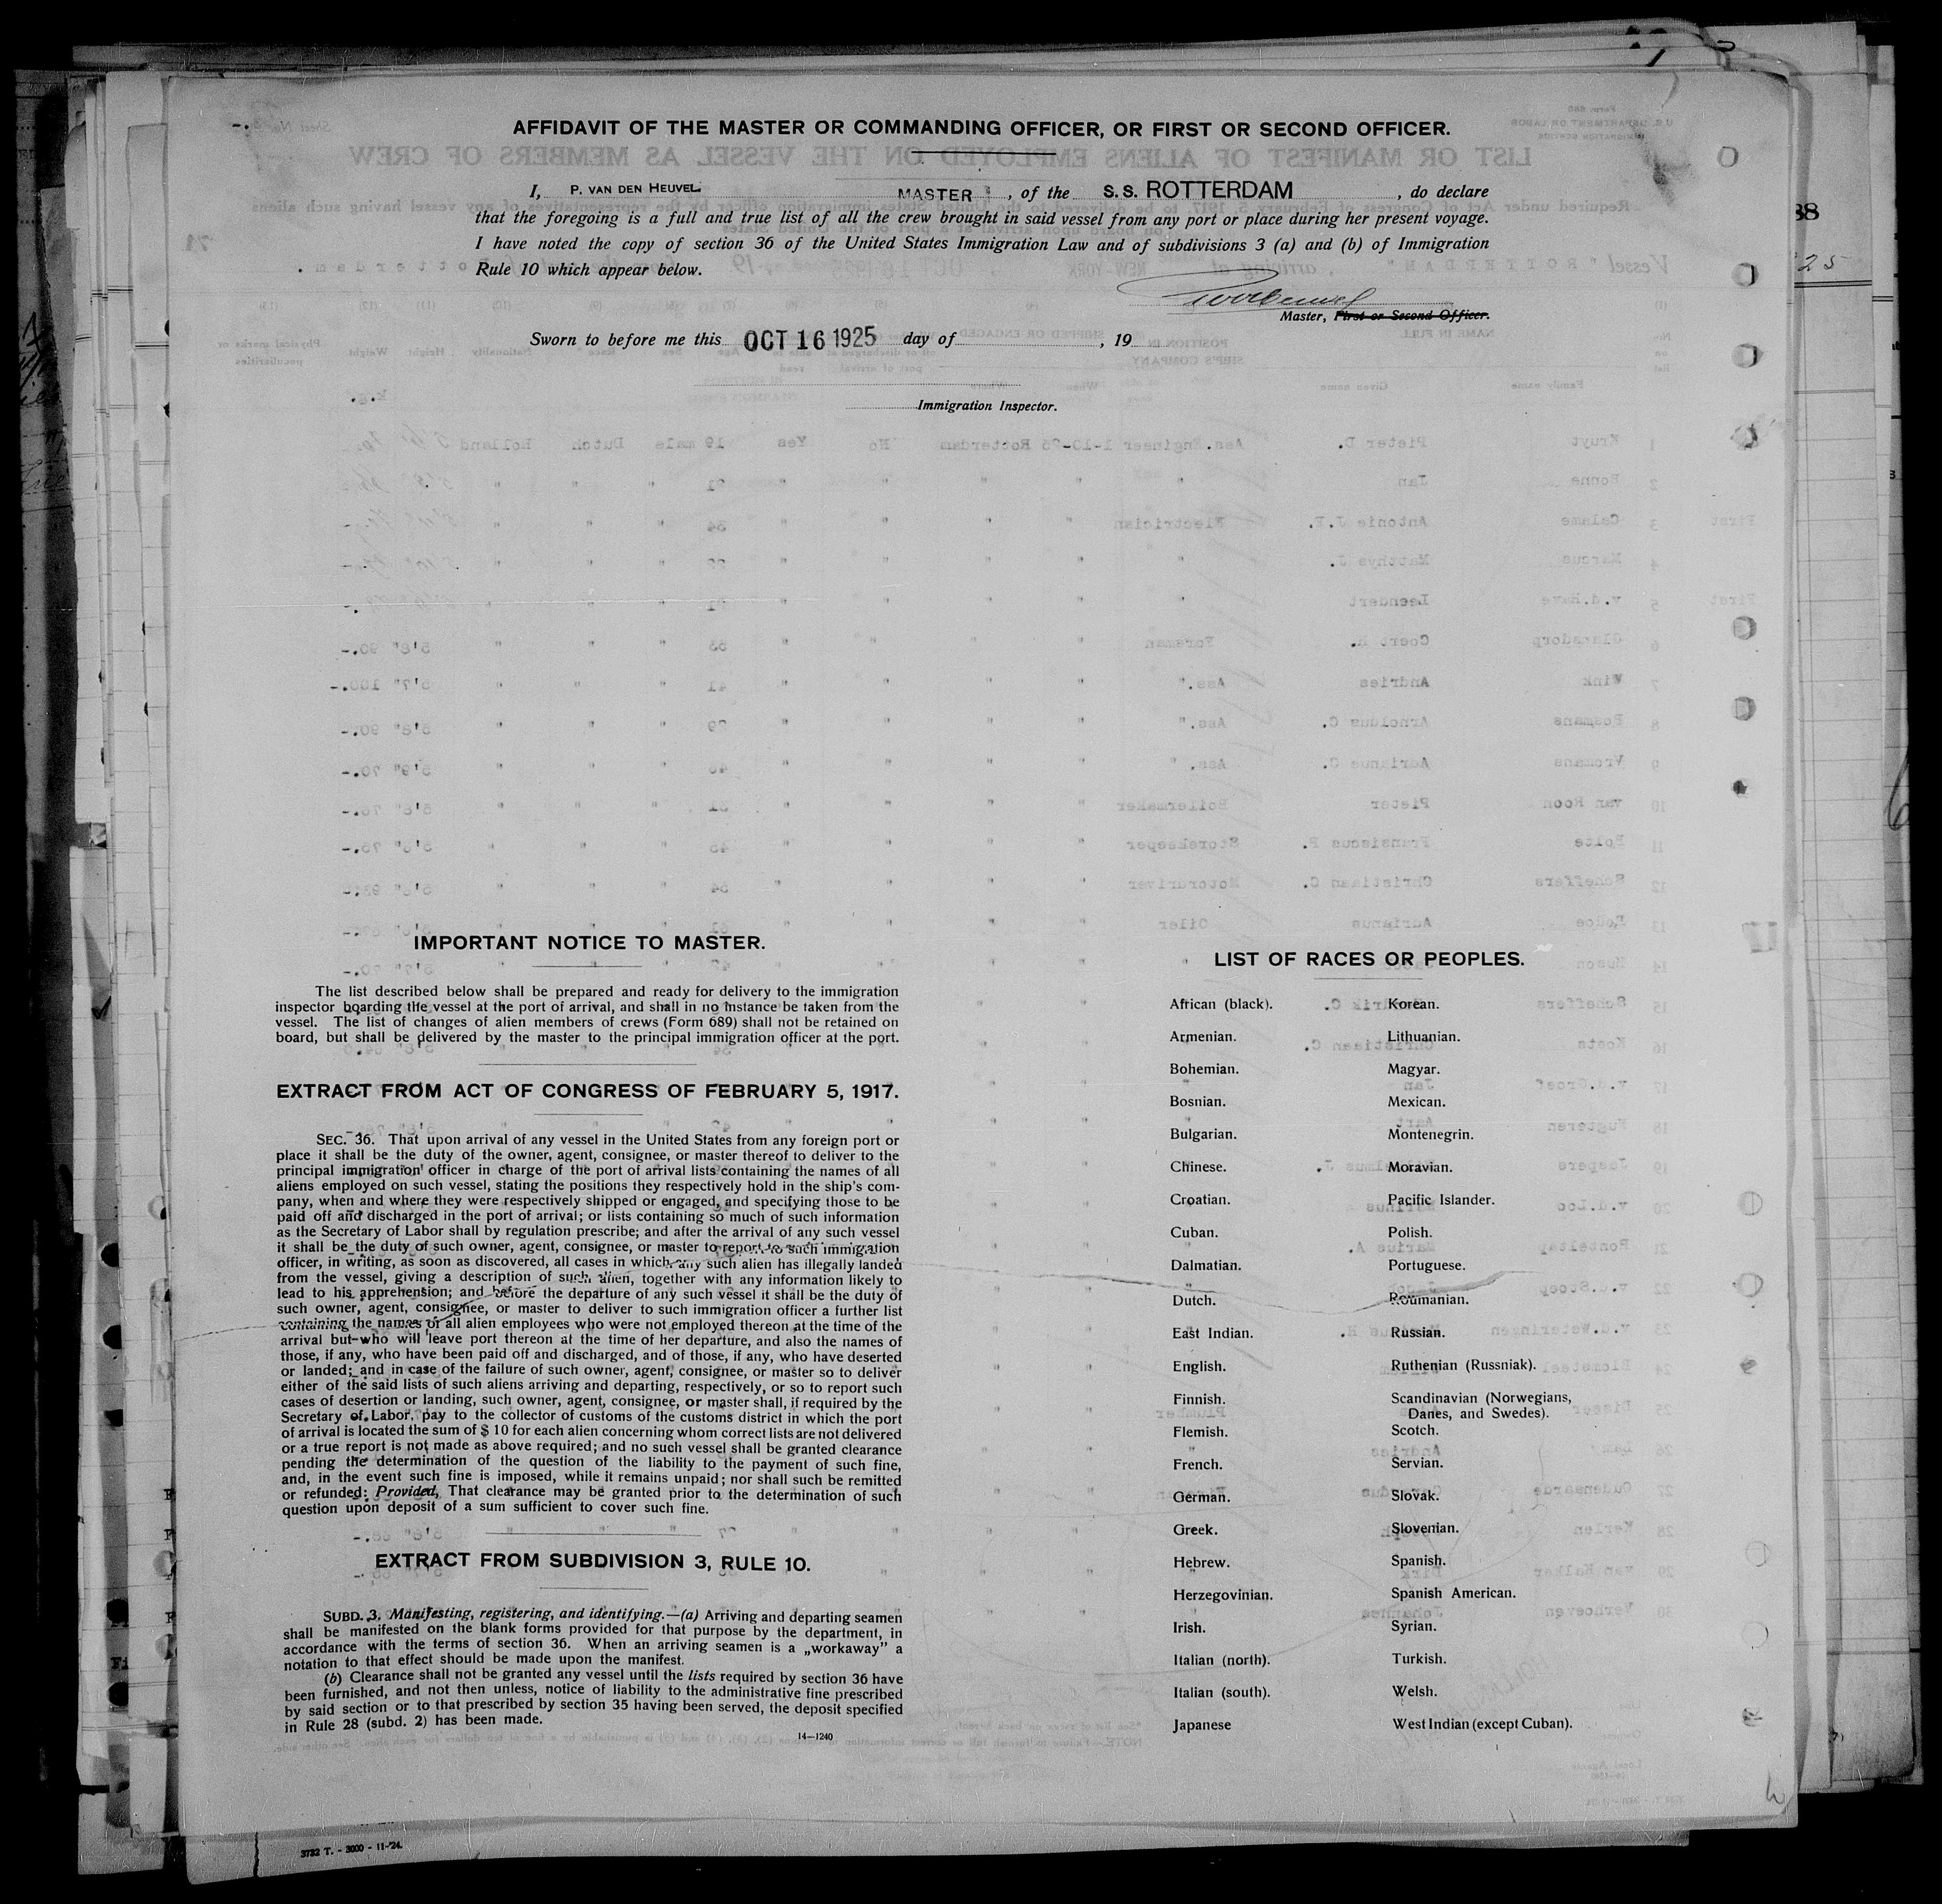 AFFIDAVIT OF THE MASTER OR COMMANDING OFFICER, OR FIRST OR SECOND OFFICER.
I, P. VAN DEN HEUVEL MASTER , of the S.S. ROTTERDAM , do declare
that the foregoing is a full and true list of all the crew brought in said vessel from any port or place during her present voyage.
I have noted the copy of section 36 of the United States Immigration Law and of subdivisions 3 (a) and (b) of Immigration
Rule 10 which appear below.
Master, First or Second Officer.
Sworn to before me this OCT 16 1925 day of , 19
Immigration Inspector.
IMPORTANT NOTICE TO MASTER.
The list described below shall be prepared and ready for delivery to the immigration
inspector boarding the vessel at the port of arrival, and shall in no instance be taken from the
vessel. The list of changes of alien members of crews (Form 689) shall not be retained on
board, but shall be delivered by the master to the principal immigration officer at the port.
EXTRACT FROM ACT OF CONGRESS OF FEBRUARY 5, 1917.
SEC. 36. That upon arrival of any vessel in the United States from any foreign port or
place it shall be the duty of the owner, agent, consignee, or master thereof to deliver to the
principal immigration officer in charge of the port of arrival lists containing the names of all
aliens employed on such vessel, stating the positions they respectively hold in the ship's com-
pany, when and where they were respectively shipped or engaged, and specifying those to be
paid off and discharged in the port of arrival; or lists containing so much of such information
as the Secretary of Labor shall by regulation prescribe; and after the arrival of any such vessel
it shall be the duty of such owner, agent, consignee, or master to report to such immigration
officer, in writing, as soon as discovered, all cases in which any such alien has illegally landed
from the vessel, giving a description of such alien, together with any information likely to
lead to his apprehension; and before the departure of any such vessel it shall be the duty of
such owner, agent, consignee, or master to deliver to such immigration officer a further list
containing the names of all alien employees who were not employed thereon at the time of the
arrival but who will leave port thereon at the time of her departure, and also the names of
those, if any, who have been paid off and discharged, and of those, if any, who have deserted
or landed; and in case of the failure of such owner, agent, consignee, or master so to deliver
either of the said lists of such aliens arriving and departing, respectively, or so to report such
cases of desertion or landing, such owner, agent, consignee, or master shall, if required by the
Secretary of Labor, pay to the collector of customs of the customs district in which the port
of arrival is located the sum of $ 10 for each alien concerning whom correct lists are not delivered
or a true report is not made as above required; and no such vessel shall be granted clearance
pending the determination of the question of the liability to the payment of such fine,
and, in the event such fine is imposed, while it remains unpaid; nor shall such be remitted
or refunded: Provided, That clearance may be granted prior to the determination of such
question upon deposit of a sum sufficient to cover such fine.
EXTRACT FROM SUBDIVISION 3, RULE 10.
SUBD. 3. Manifesting, registering, and identifying.—(a) Arriving and departing seamen
shall be manifested on the blank forms provided for that purpose by the department, in
accordance with the terms of section 36. When an arriving seamen is a „workaway” a
notation to that effect should be made upon the manifest.
(b) Clearance shall not be granted any vessel until the lists required by section 36 have
been furnished, and not then unless, notice of liability to the administrative fine prescribed
by said section or to that prescribed by section 35 having been served, the deposit specified
in Rule 28 (subd. 2) has been made.
14—1240
LIST OF RACES OR PEOPLES.
African (black).
Armenian.
Bohemian.
Bosnian.
Bulgarian.
Chinese.
Croatian.
Cuban.
Dalmatian.
Dutch.
East Indian.
English.
Finnish.
Flemish.
French.
German.
Greek.
Hebrew.
Herzegovinian.
Irish.
Italian (north).
Italian (south).
Japanese
Korean.
Lithuanian.
Magyar.
Mexican.
Montenegrin.
Moravian.
Pacific Islander.
Polish.
Portuguese.
Roumanian.
Russian.
Ruthenian (Russniak).
Scandinavian (Norwegians,
Danes, and Swedes).
Scotch.
Servian.
Slovak.
Slovenian.
Spanish.
Spanish American.
Syrian.
Turkish.
Welsh.
West Indian (except Cuban).
3732 T. - 3000 - 11-'24.